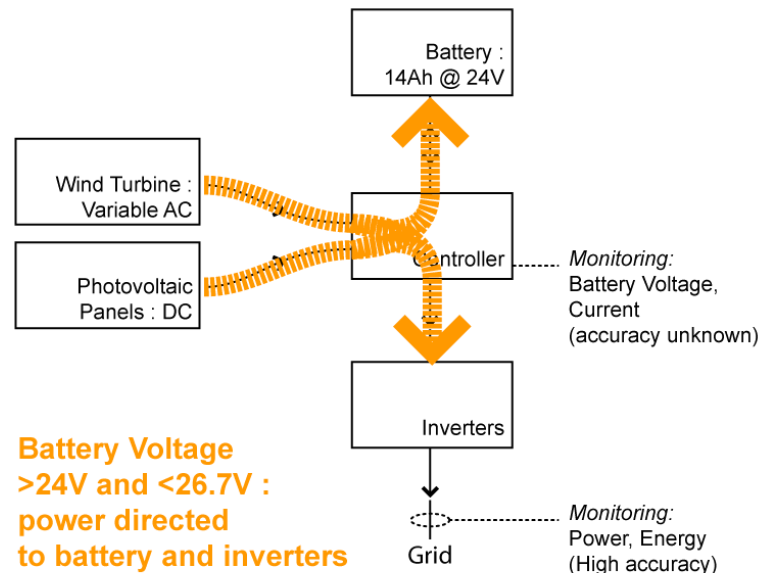 Battery :
14Ah @ 24V
Wind Turbine :
Variable AC
Photovoltaic
Panels : DC
Controller
Monitoring:
Battery Voltage,
Current
(accuracy unknown)
Inverters
Battery Voltage
>24V and <26.7V :
power directed
to battery and inverters
Monitoring:
Power, Energy
(High accuracy)
Grid